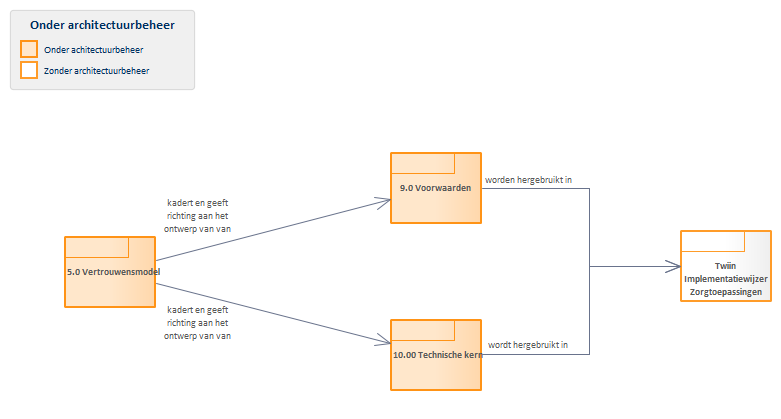 Onder architectuurbeheer
Onder achitectuurbeheer
Zonder architectuurbeheer
kadert en geeft
richting aan het
ontwerp van van
5.0 Vertrouwensmodel
kadert en geeft
richting aan het
ontwerp van van
9.0 Voorwaarden
worden hergebruikt in
10.00 Technische kern
wordt hergebruikt in
Twiin
Implementatiewijzer
Zorgtoepassingen